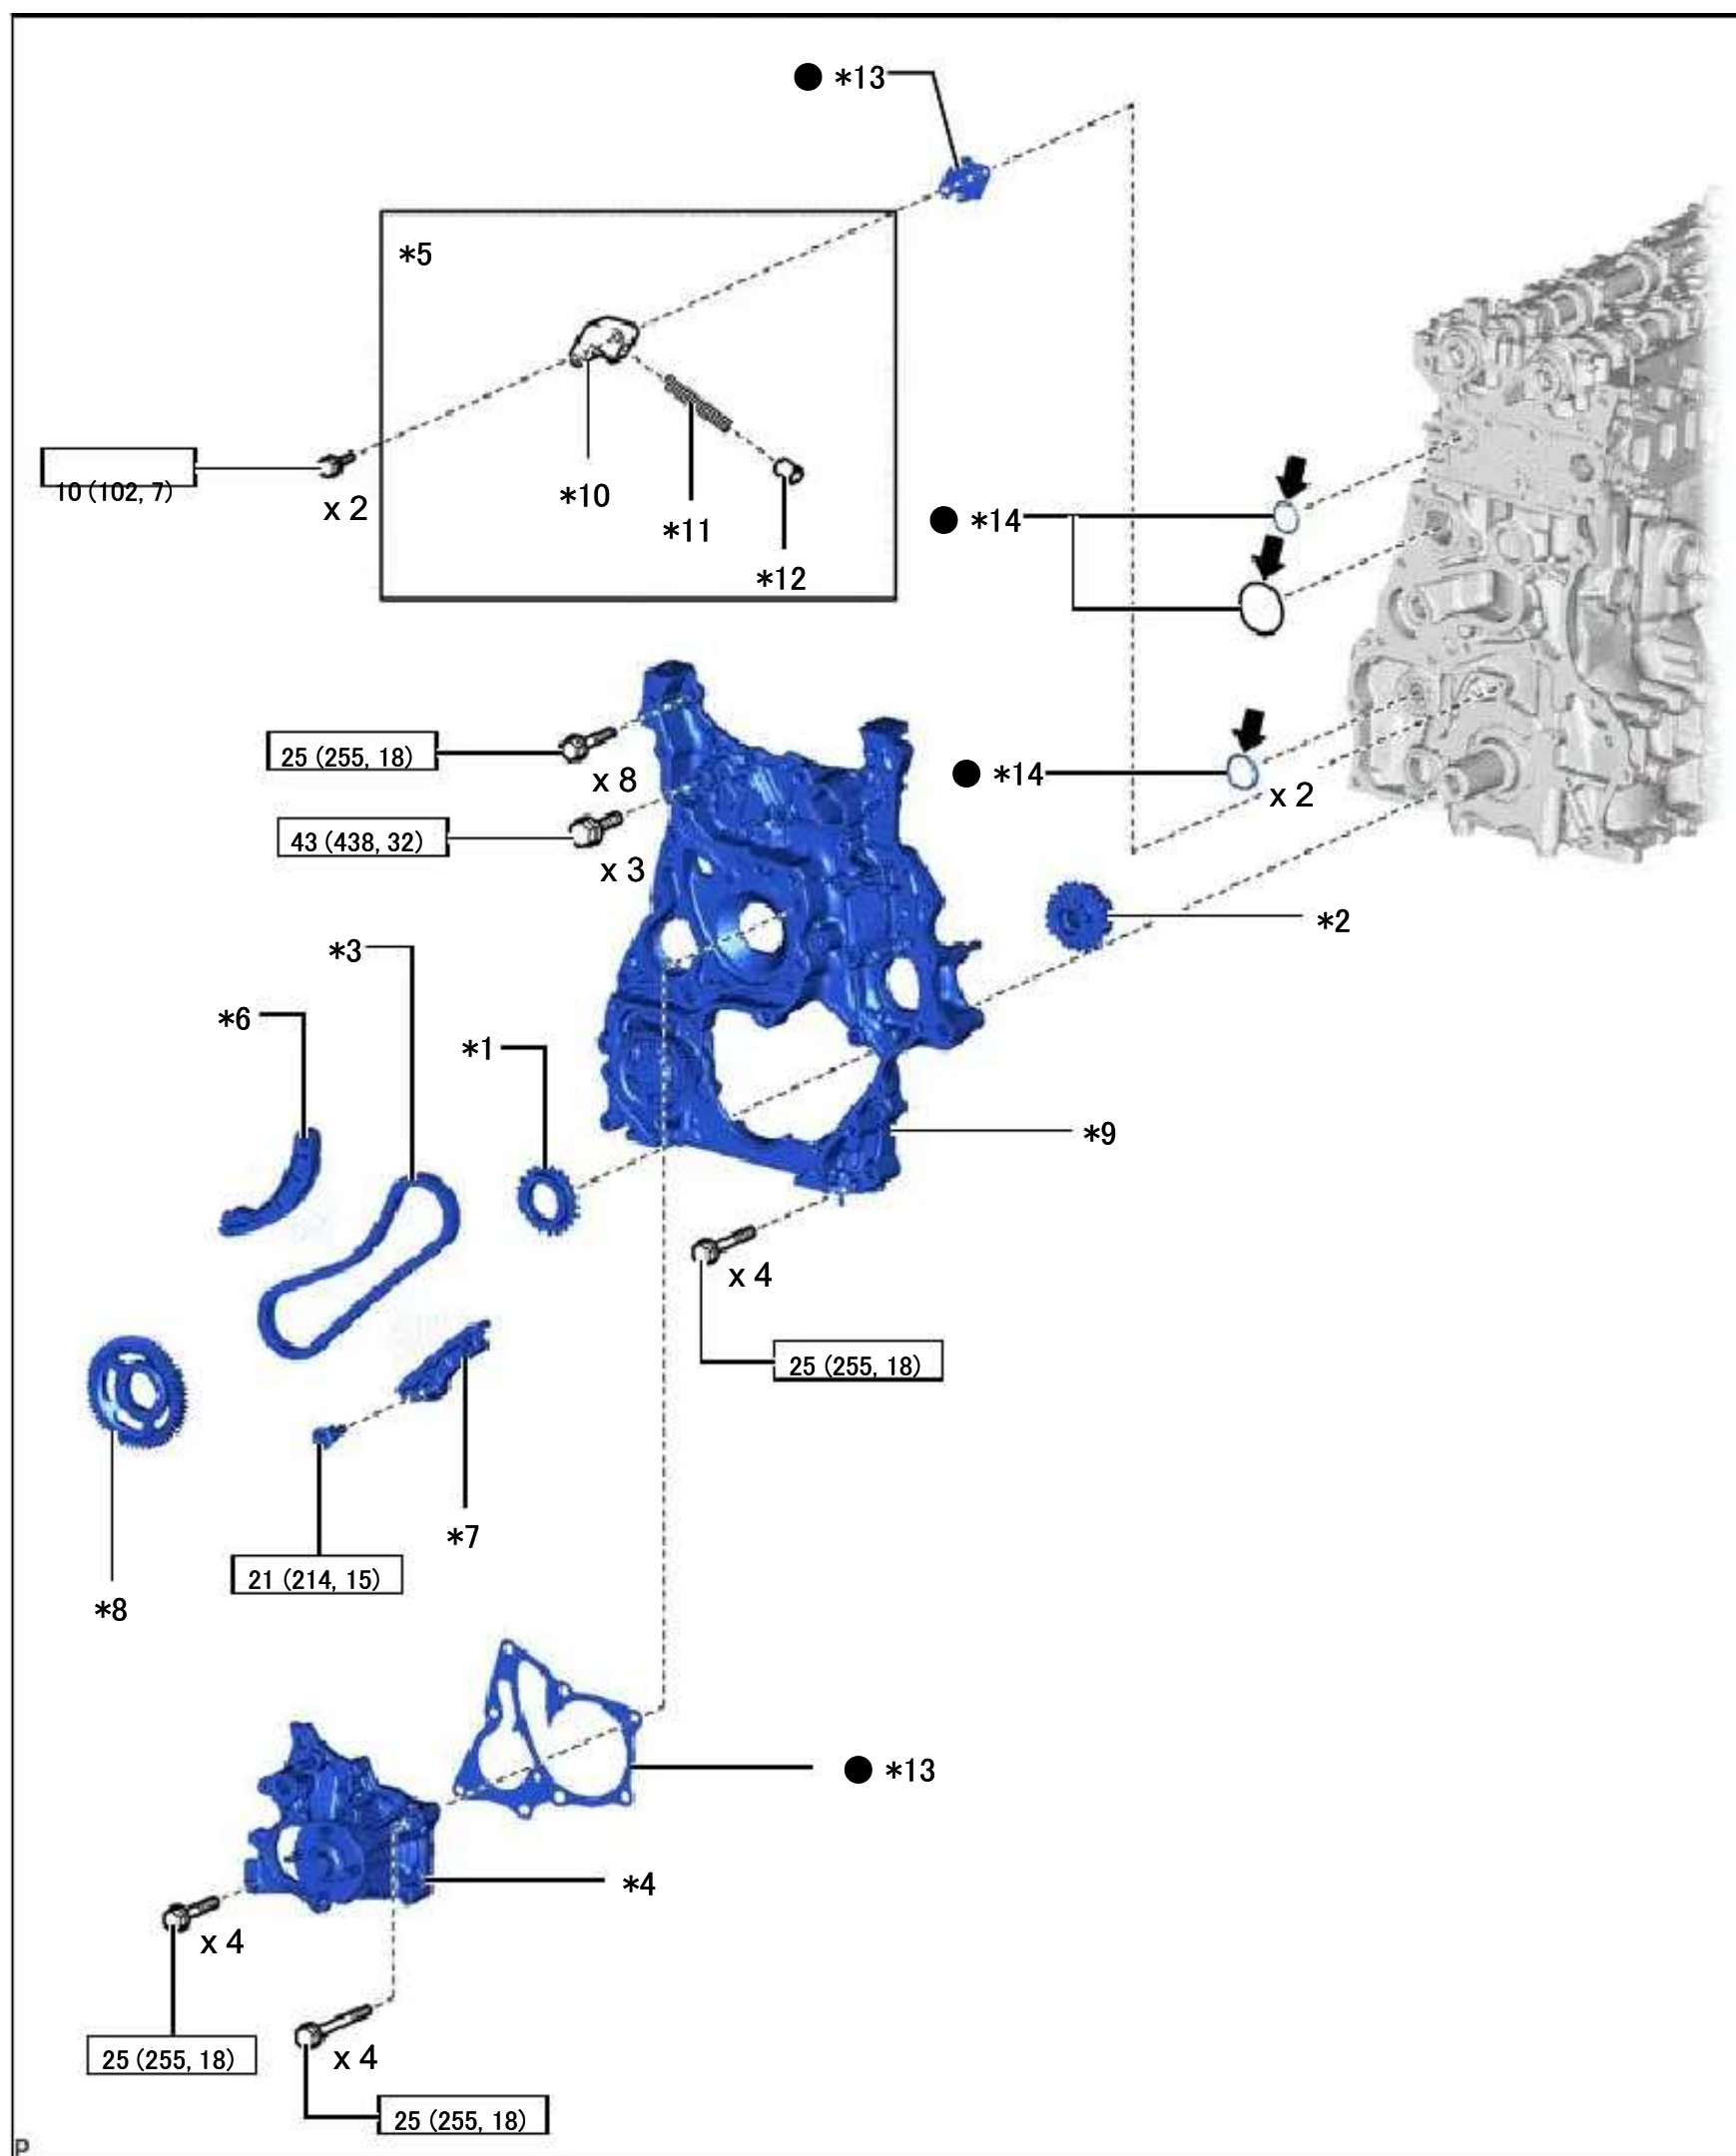 ● *13
*5
10 (102, 7)
x 2
*10
*11
*12
● *14
25 (255, 18)
x 8
43 (438, 32)
x 3
● *14
x 2
*2
*3
*6
*1
*9
x 4
25 (255, 18)
*7
21 (214, 15)
*8
● *13
*4
x 4
25 (255, 18)
x 4
25 (255, 18)
P